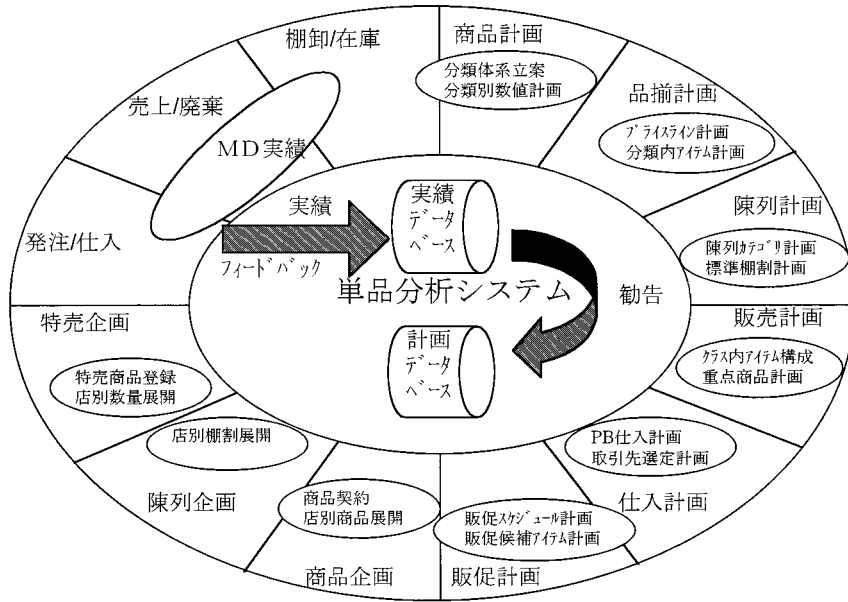 棚卸/在庫
商品計画
分類体系立案
分類別数値計画
品揃計画
プライスライン計画
分類内アイテム計画
陳列計画
陳列カテゴリ計画
標準棚割計画
販売計画
クラス内アイテム構成
重点商品計画
PB仕入計画
取引先選定計画
仕入計画
販促スケジュール計画
販促候補アイテム計画
販促計画
商品契約
店別商品展開
商品企画
店別棚割展開
陳列企画
特売企画
特売商品登録
店別数量展開
発注/仕入
売上/廃棄
MD実績
実績
フィードバック
実績
データ
ベース
単品分析システム
勧告
計画
データ
ベース